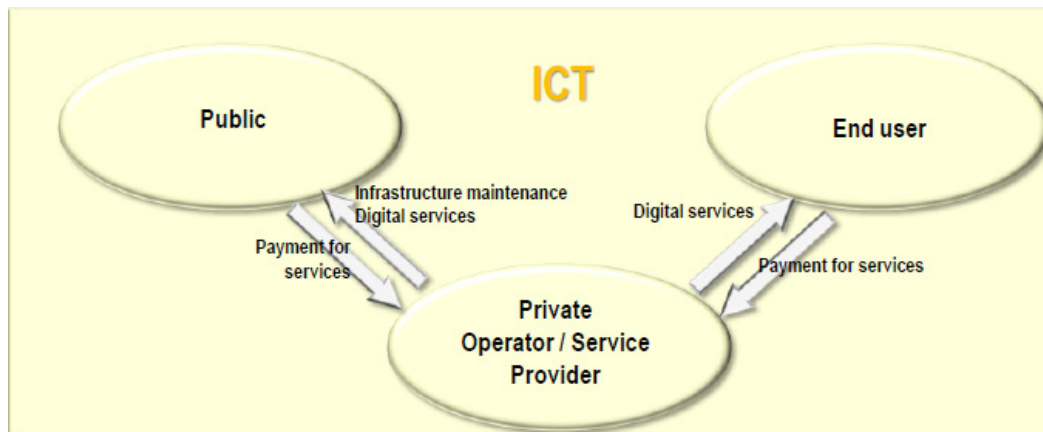 ICT
Public
End user
Infrastructure maintenance
Digital services
Digital services
Payment for
services
Payment for services
Private
Operator / Service
Provider